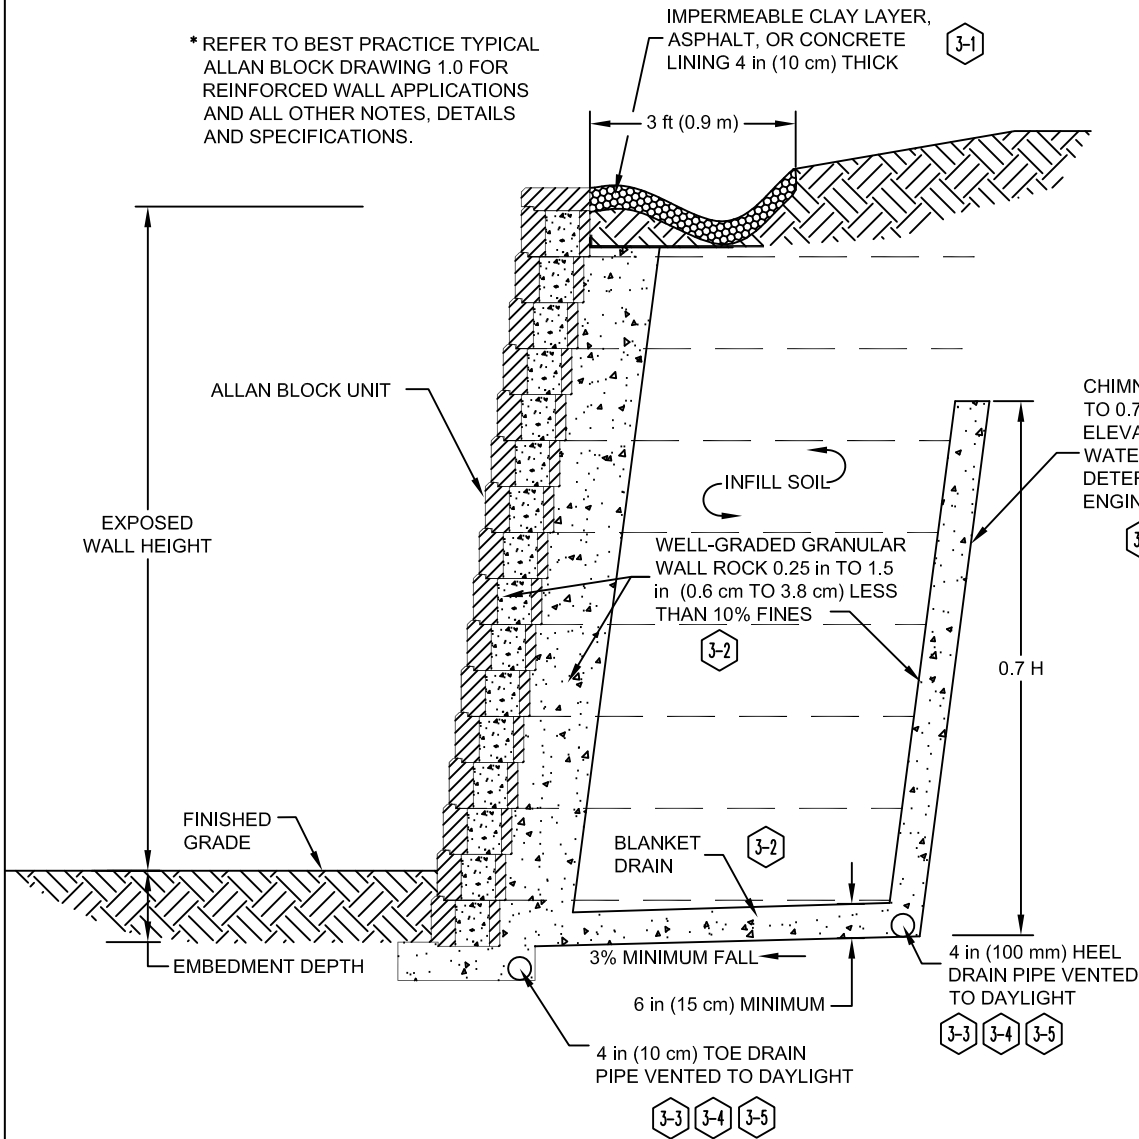 * REFER TO BEST PRACTICE TYPICAL
ALLAN BLOCK DRAWING 1.0 FOR
REINFORCED WALL APPLICATIONS
AND ALL OTHER NOTES, DETAILS
AND SPECIFICATIONS.
IMPERMEABLE CLAY LAYER,
ASPHALT, OR CONCRETE
LINING 4 in (10 cm) THICK
3-1
3 ft (0.9 m)
ALLAN BLOCK UNIT
EXPOSED
WALL HEIGHT
INFILL SOIL
TO 0.7
3
WELL-GRADED GRANULAR
WALL ROCK 0.25 in TO 1.5
in (0.6 cm TO 3.8 cm) LESS
THAN 10% FINES
3-2
0.7 H
FINISHED
GRADE
BLANKET
DRAIN
3-2
EMBEDMENT DEPTH
3% MINIMUM FALL
6 in (15 cm) MINIMUM
4 in (100 mm) HEEL
DRAIN PIPE VENTED
TO DAYLIGHT
3-3 3-4 3-5
4 in (10 cm) TOE DRAIN
PIPE VENTED TO DAYLIGHT
3-3 3-4 3-5